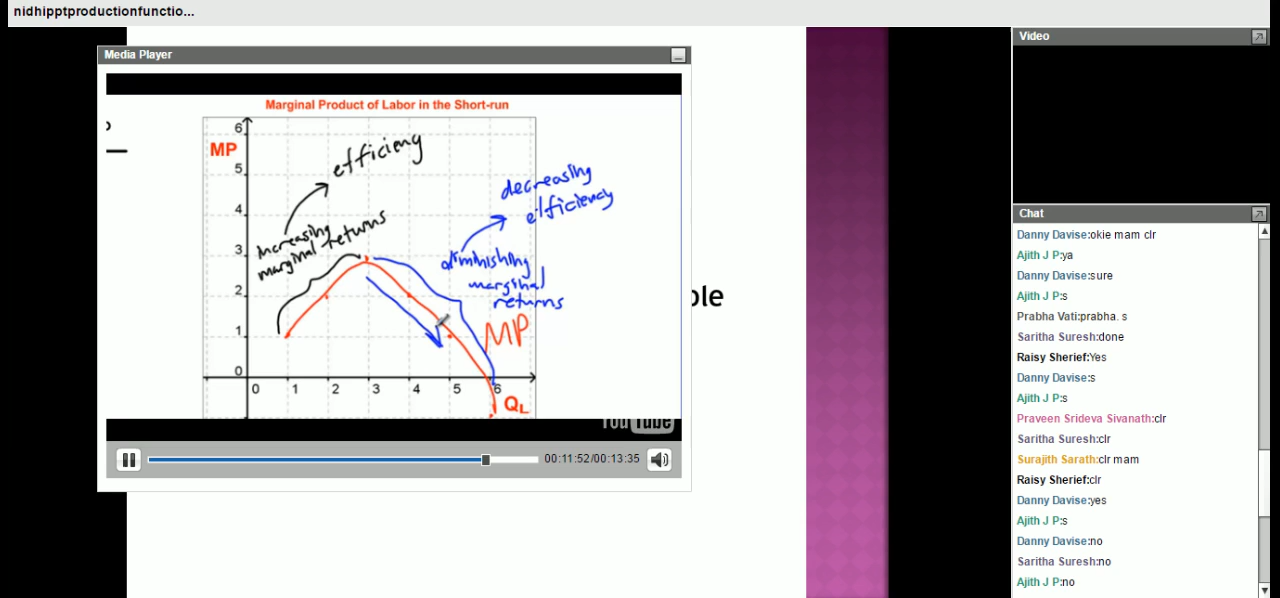 nidhipptproductionfunctio...
Media Player
Marginal Product of Labor in the Short-run
MP
6
5
4
3
2
1
0
0 1 2 3 4 5 6
QL
efficieny
increasing
marginal returns
decreasing
efficiency
diminishing
marginal
returns
MP
YouTube
00:11:52/00:13:35
ple
Video
Chat
Danny Davise:okie mam clr
Ajith J P:ya
Danny Davise:sure
Ajith J P:s
Prabha Vati:prabha. s
Saritha Suresh:done
Raisy Sherief:Yes
Danny Davise:s
Ajith J P:s
Praveen Srideva Sivanath:clr
Saritha Suresh:clr
Surajith Sarath:clr mam
Raisy Sherief:clr
Danny Davise:yes
Ajith J P:s
Danny Davise:no
Saritha Suresh:no
Ajith J P:no